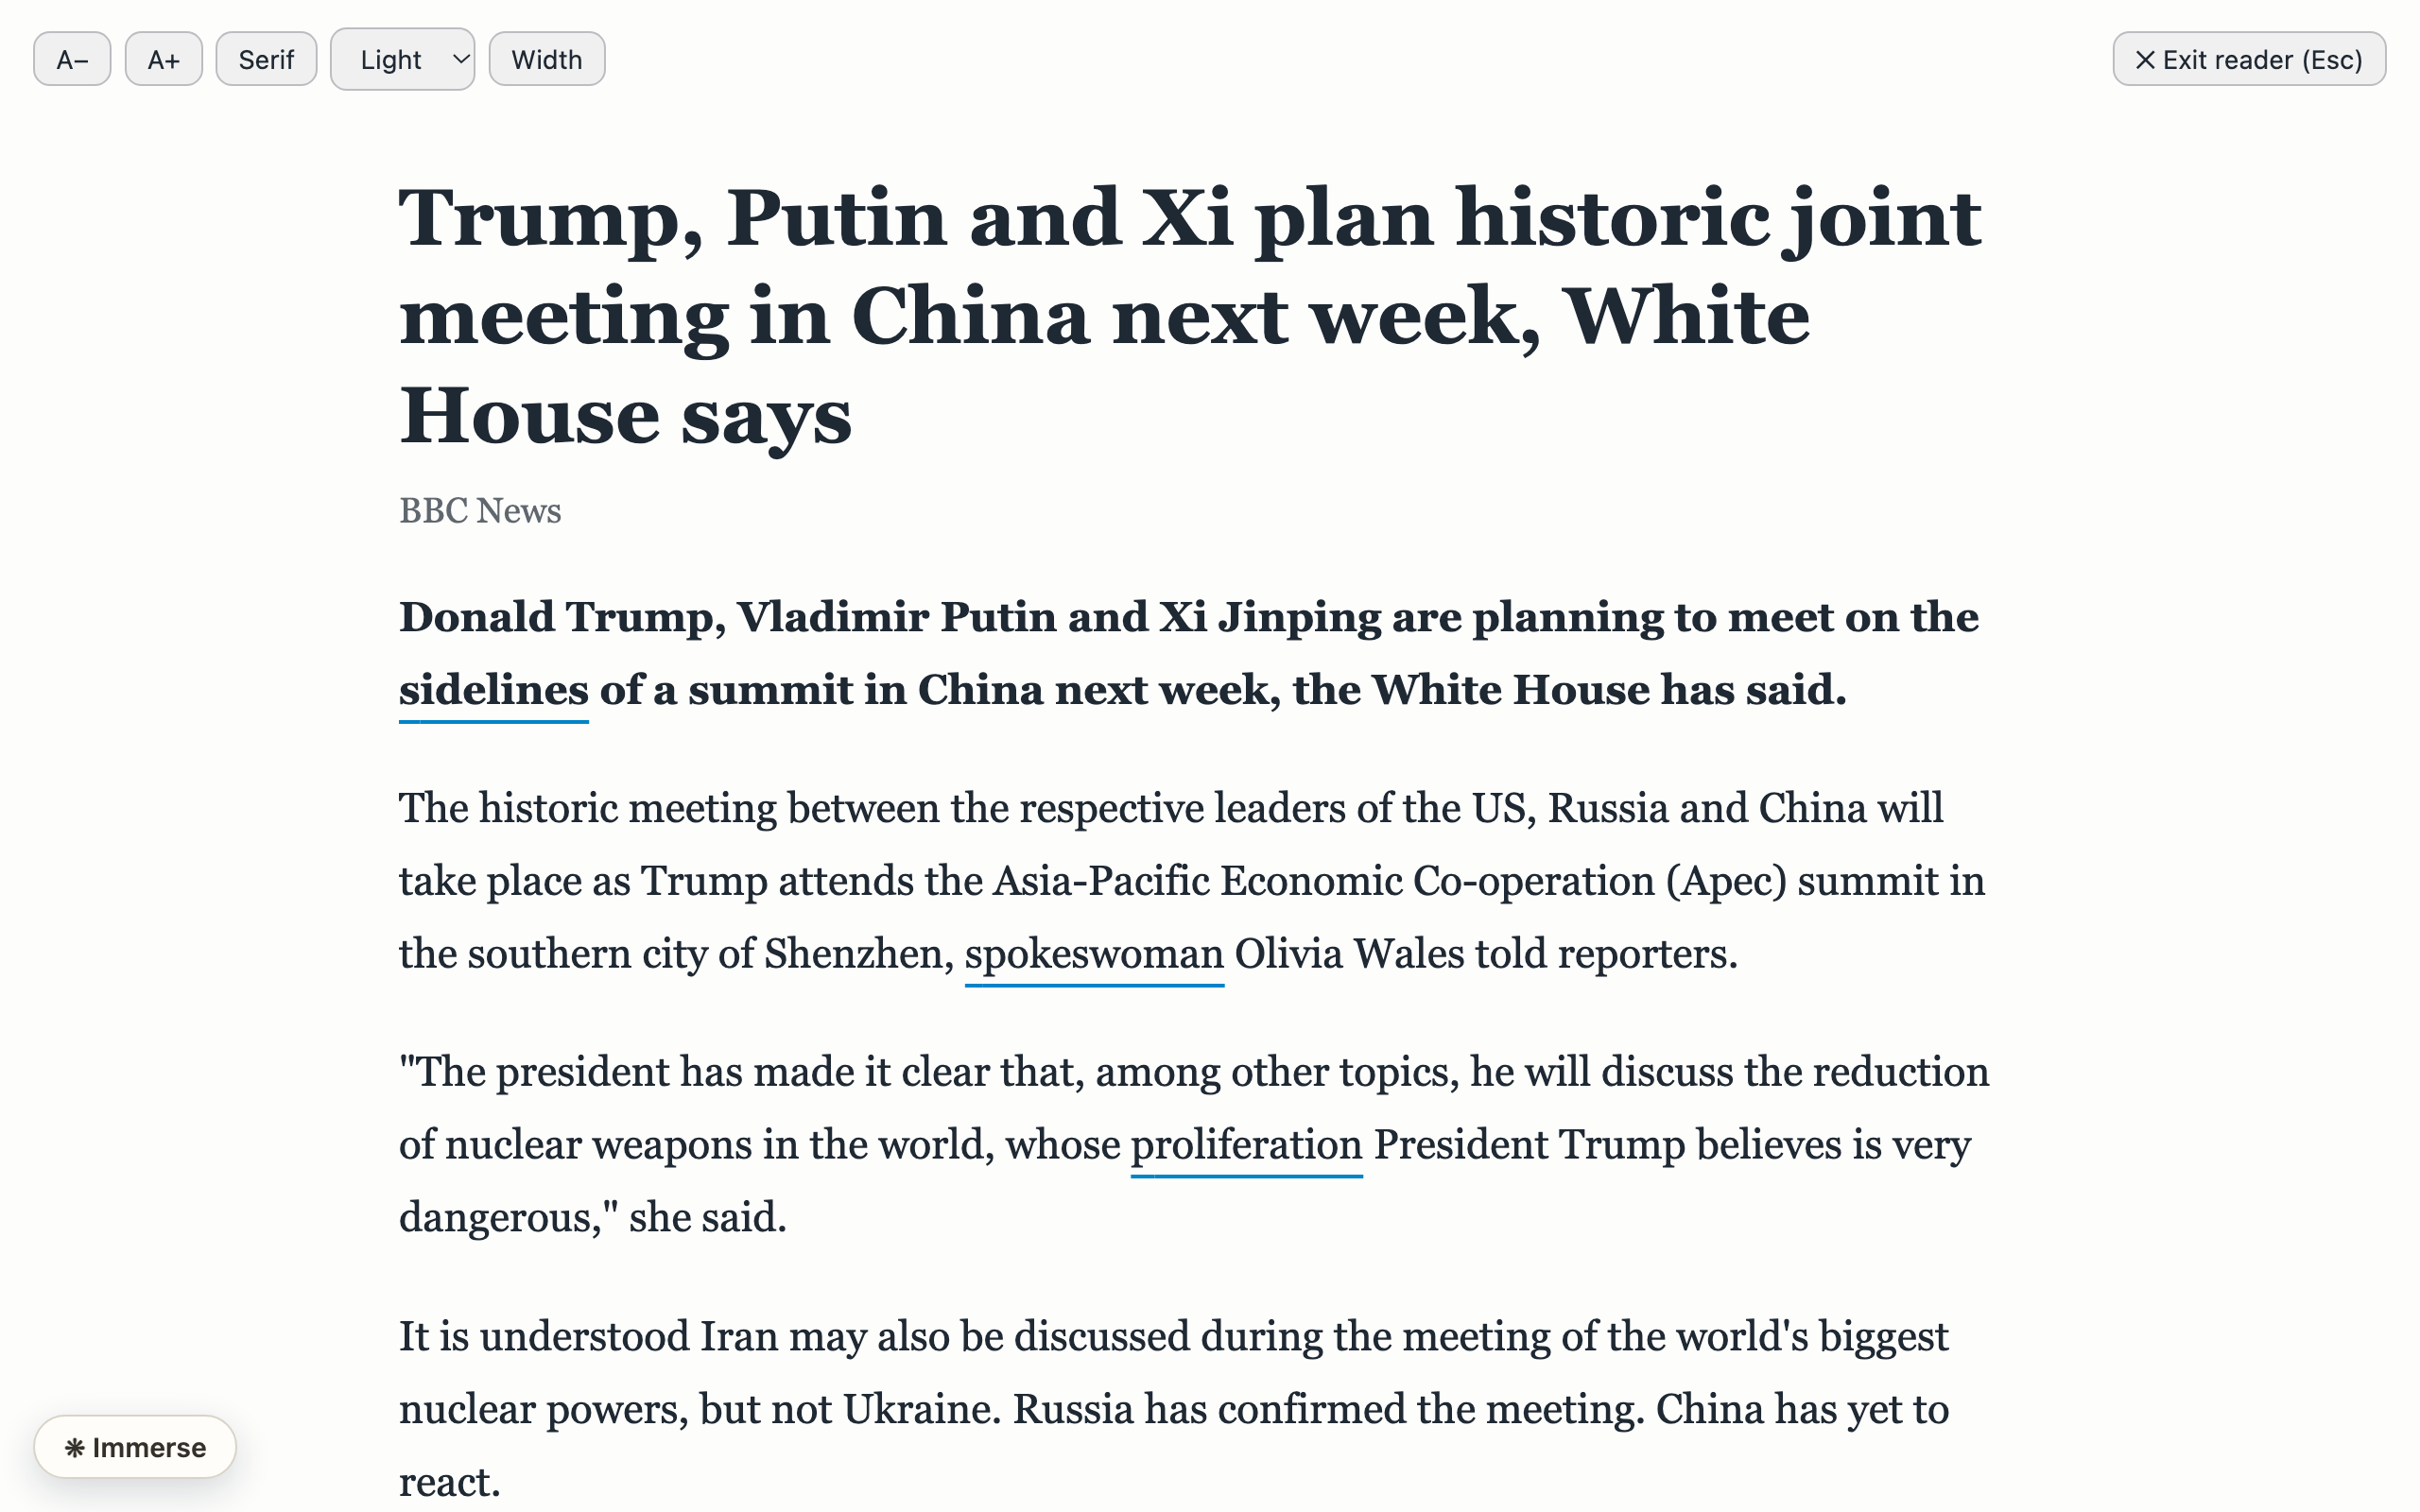 A−
A+
Serif
Light
Width
Exit reader (Esc)
Trump, Putin and Xi plan historic joint
meeting in China next week, White
House says
BBC News
Donald Trump, Vladimir Putin and Xi Jinping are planning to meet on the
sidelines of a summit in China next week, the White House has said.
The historic meeting between the respective leaders of the US, Russia and China will
take place as Trump attends the Asia-Pacific Economic Co-operation (Apec) summit in
the southern city of Shenzhen, spokeswoman Olivia Wales told reporters.
"The president has made it clear that, among other topics, he will discuss the reduction
of nuclear weapons in the world, whose proliferation President Trump believes is very
dangerous," she said.
It is understood Iran may also be discussed during the meeting of the world's biggest
nuclear powers, but not Ukraine. Russia has confirmed the meeting. China has yet to
react.
Immerse